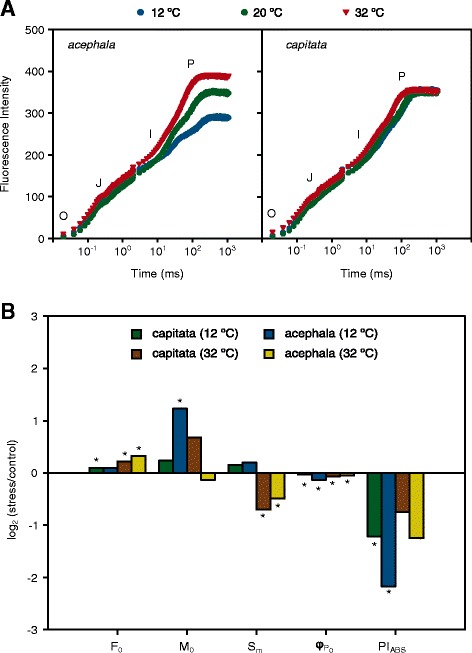 A
12 ºC 20 ºC 32 ºC
Fluorescence Intensity
500
400
300
200
100
0
acephala
O
J
I
P
10⁻¹ 10⁰ 10¹ 10² 10³
Time (ms)
capitata
O
J
I
P
10⁻¹ 10⁰ 10¹ 10² 10³
Time (ms)
B
log₂ (stress/control)
3
2
1
0
-1
-2
-3
capitata (12 ºC) acephala (12 ºC)
capitata (32 ºC) acephala (32 ºC)
* * *
*
* *
* * * *
* *
F₀ M₀ Sₘ φP₀ PIABS